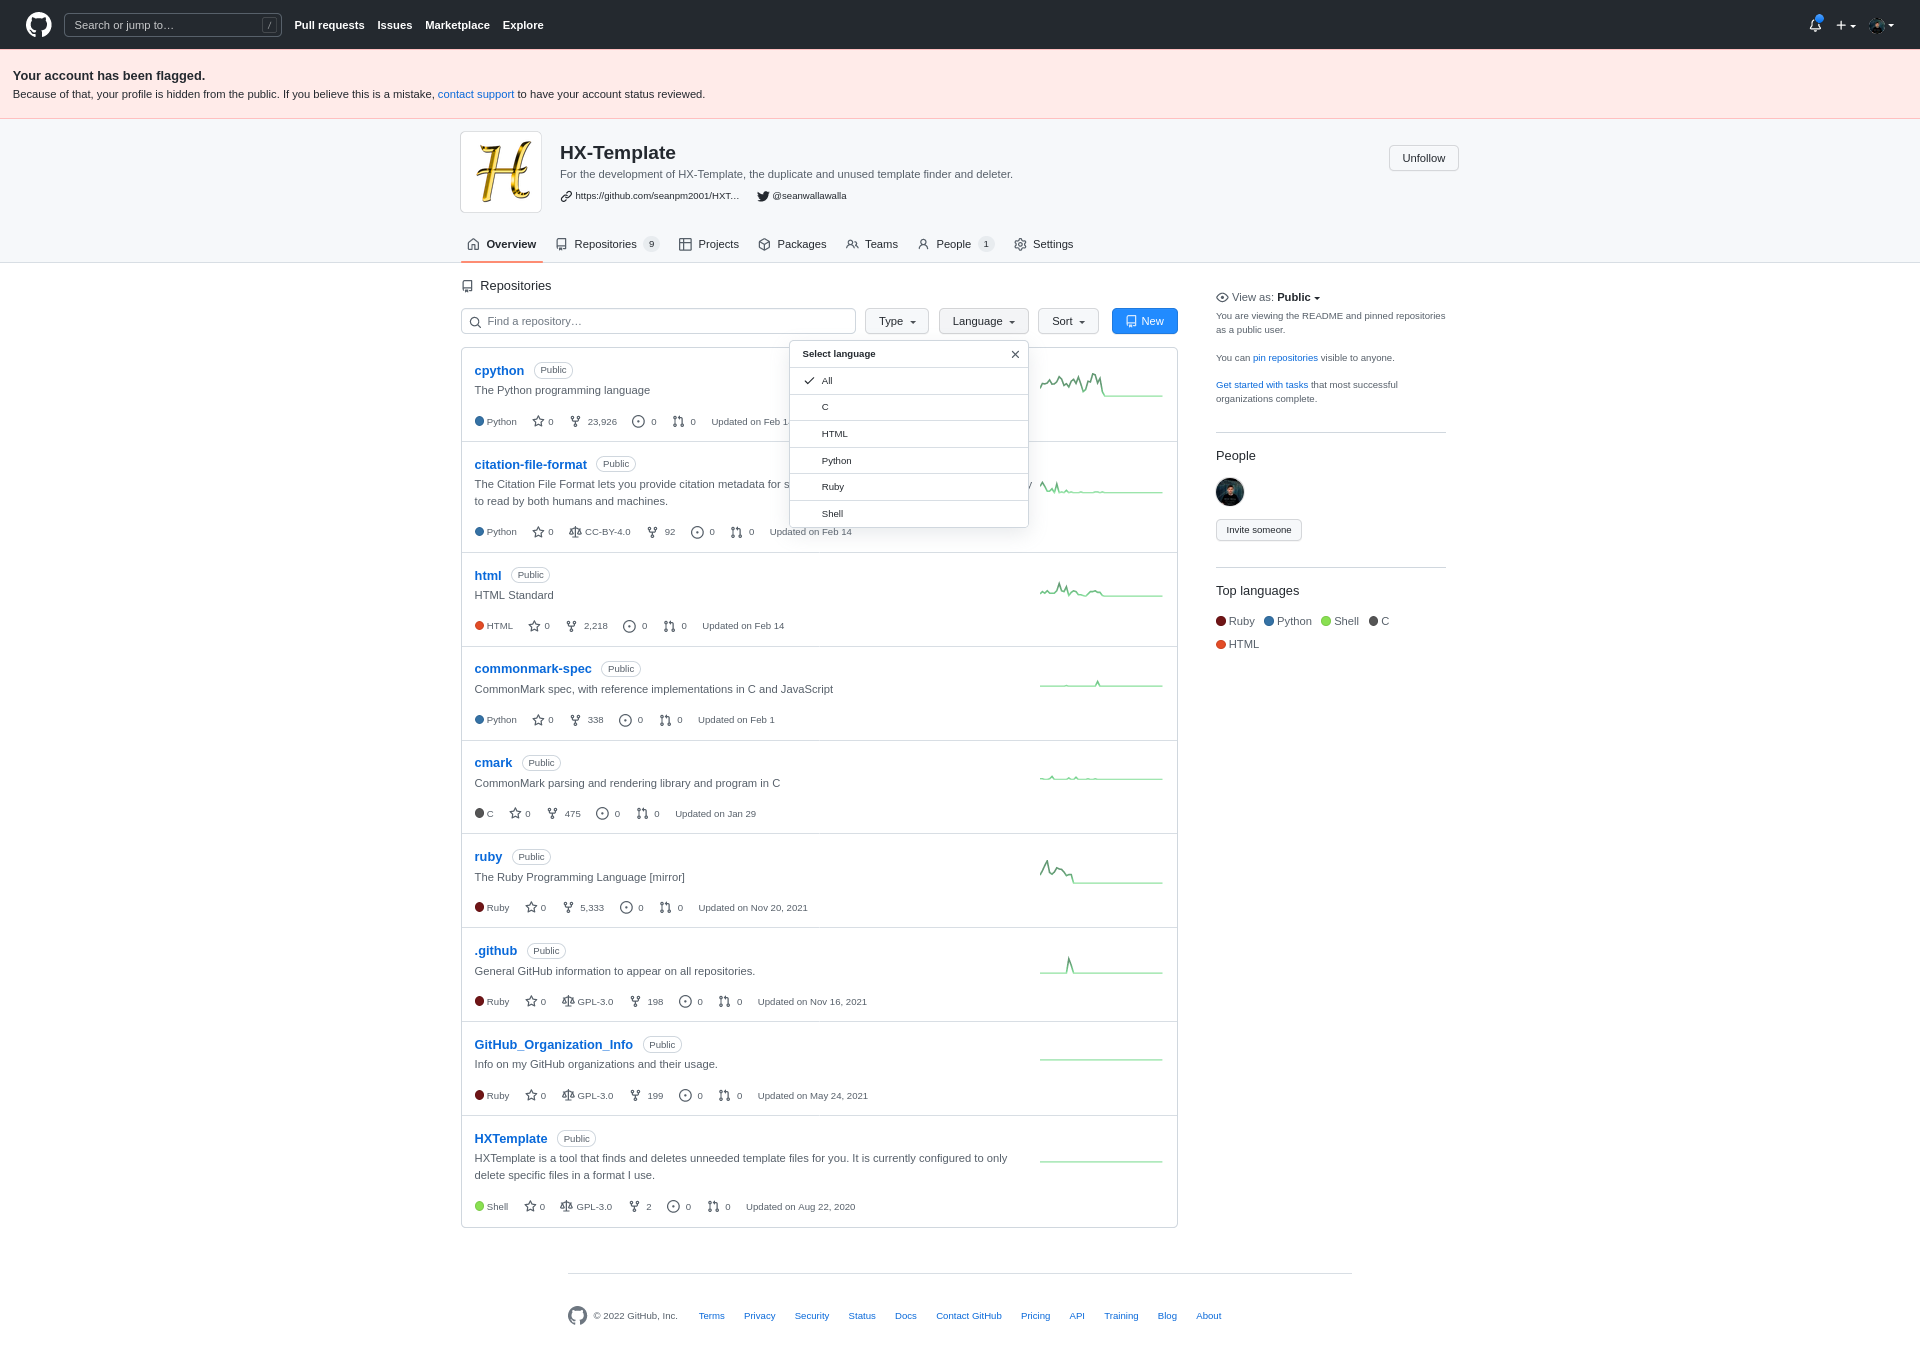 Search or jump to…
/
Pull requests Issues Marketplace Explore
Your account has been flagged.
Because of that, your profile is hidden from the public. If you believe this is a mistake, contact support to have your account status reviewed.
HX-Template
Unfollow
For the development of HX-Template, the duplicate and unused template finder and deleter.
https://github.com/seanpm2001/HXT… @seanwallawalla
Overview Repositories 9 Projects Packages Teams People 1 Settings
Repositories
Find a repository…
Type Language Sort New
Select language
All
C
HTML
Python
Ruby
Shell
cpython Public
The Python programming language
Python 0 23,926 0 0 Updated on Feb
citation-file-format Public
The Citation File Format lets you provide citation metadata for
to read by both humans and machines.
Python 0 CC-BY-4.0 92 0 0 Updated on Feb 14
html Public
HTML Standard
HTML 0 2,218 0 0 Updated on Feb 14
commonmark-spec Public
CommonMark spec, with reference implementations in C and JavaScript
Python 0 338 0 0 Updated on Feb 1
cmark Public
CommonMark parsing and rendering library and program in C
C 0 475 0 0 Updated on Jan 29
ruby Public
The Ruby Programming Language [mirror]
Ruby 0 5,333 0 0 Updated on Nov 20, 2021
.github Public
General GitHub information to appear on all repositories.
Ruby 0 GPL-3.0 198 0 0 Updated on Nov 16, 2021
GitHub_Organization_Info Public
Info on my GitHub organizations and their usage.
Ruby 0 GPL-3.0 199 0 0 Updated on May 24, 2021
HXTemplate Public
HXTemplate is a tool that finds and deletes unneeded template files for you. It is currently configured to only
delete specific files in a format I use.
Shell 0 GPL-3.0 2 0 0 Updated on Aug 22, 2020
View as: Public
You are viewing the README and pinned repositories
as a public user.
You can pin repositories visible to anyone.
Get started with tasks that most successful
organizations complete.
People
Invite someone
Top languages
Ruby Python Shell C
HTML
© 2022 GitHub, Inc. Terms Privacy Security Status Docs Contact GitHub Pricing API Training Blog About